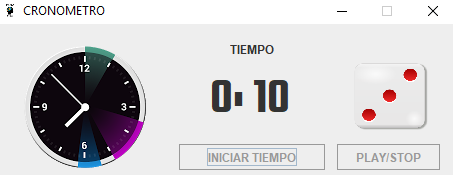 CRONOMETRO
TIEMPO
12
9
3
6
0: 10
INICIAR TIEMPO
PLAY/STOP